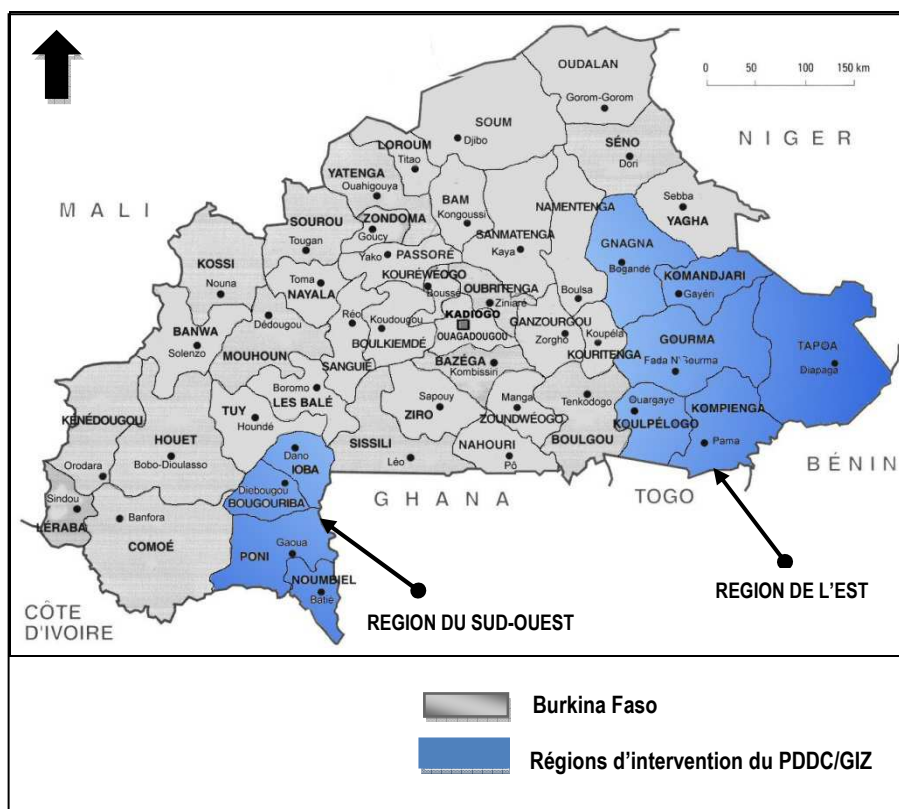 OUDALAN
0 50 100 150 km
Gorom-Gorom
SOUM
Djibo
NIGER
SÉNO
Dori
LOROUM
Titao
YATENGA
Ouahigouya
BAM
Kongoussi
NAMENTENGA
Sebba
YAGHA
MALI
SOUROU
Tougan
ZONDOMA
Goucy
SANMATENGA
Kaya
GNAGNA
Bogandé
KOSSI
Nouna
Yako
PASSORÉ
KOMANDJARI
Gayéri
Toma
NAYALA
KOURÉWÉOGO
Boussé
OUBRITENGA
Ziniaré
Boulsa
BANWA
Solenzo
Dédougou
MOUHOUN
Réo
Koudougou
BOULKIEMDÉ
KADIOGO
OUAGADOUGOU
GANZOURGOU
Zorgho
Koupéla
KOURITENGA
GOURMA
Fada N'Gourma
TAPOA
Diapaga
SANGUIÉ
BAZÉGA
Kombissiri
Boromo
LES BALÉ
Sapouy
ZIRO
Manga
ZOUNDWÉOGO
Tenkodogo
BOULGOU
Ouargaye
KOULPÉLOGO
KOMPIENGA
Pama
KENÉDOUGOU
TUY
Houndé
HOUET
Bobo-Dioulasso
Orodara
SISSILI
Léo
NAHOURI
Pô
Dano
IOBA
Diebougou
BOUGOURIBA
GHANA
TOGO
BÉNIN
Sindou
LÉRABA
Banfora
COMOÉ
Gaoua
PONI
NOUMBIEL
Batié
CÔTE
D'IVOIRE
REGION DU SUD-OUEST
REGION DE L'EST
Burkina Faso
Régions d'intervention du PDDC/GIZ